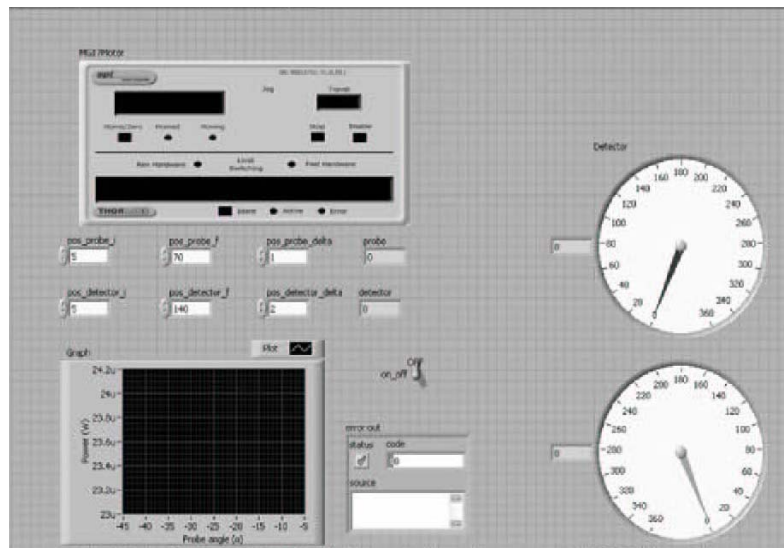 MGI7Motor
Jog
Travel
Home/Zero
Homed
Moving
Stop
Enable
Rev Hardware
Limit
Switching
Fwd Hardware
THOR
Ident
Active
Error
pos_probe_i
5
pos_probe_f
70
pos_probe_delta
1
probe
0
pos_detector_i
5
pos_detector_f
140
pos_detector_delta
2
detector
0
Detector
0
0 20 40 60 80 100 120 140 160 180 200 220 240 260 280 300 320 340 360
Graph
Plot
Power (W)
24.2u
24u
23.8u
23.6u
23.4u
23.2u
23u
-45 -40 -35 -30 -25 -20 -15 -10 -5
Probe angle (o)
OFF
on_off
error out
status
code
0
source
0
0 20 40 60 80 100 120 140 160 180 200 220 240 260 280 300 320 340 360